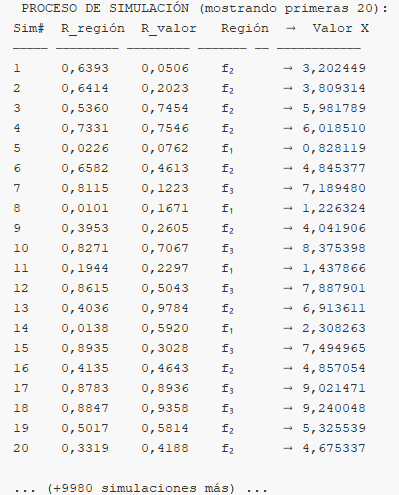 PROCESO DE SIMULACIÓN (mostrando primeras 20):
Sim# R_región R_valor Región → Valor X
_____ _________ ________ _______ __ ____________
1 0,6393 0,0506 f₂ → 3,202449
2 0,6414 0,2023 f₂ → 3,809314
3 0,5360 0,7454 f₂ → 5,981789
4 0,7331 0,7546 f₂ → 6,018510
5 0,0226 0,0762 f₁ → 0,828119
6 0,6582 0,4613 f₂ → 4,845377
7 0,8115 0,1223 f₃ → 7,189480
8 0,0101 0,1671 f₁ → 1,226324
9 0,3953 0,2605 f₂ → 4,041906
10 0,8271 0,7067 f₃ → 8,375398
11 0,1944 0,2297 f₁ → 1,437866
12 0,8615 0,5043 f₃ → 7,887901
13 0,4036 0,9784 f₂ → 6,913611
14 0,0138 0,5920 f₁ → 2,308263
15 0,8935 0,3028 f₃ → 7,494965
16 0,4135 0,4643 f₂ → 4,857054
17 0,8783 0,8936 f₃ → 9,021471
18 0,8847 0,9358 f₃ → 9,240048
19 0,5017 0,5814 f₂ → 5,325539
20 0,3319 0,4188 f₂ → 4,675337
... (+9980 simulaciones más) ...